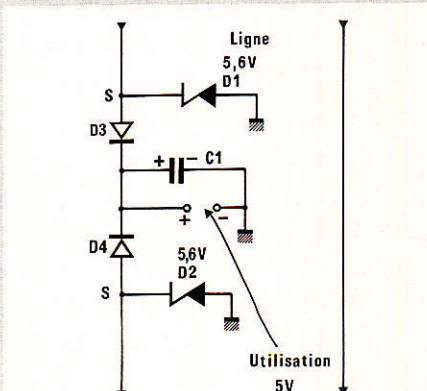 Ligne
5,6V
D1
S
D3
+ − C1
+ −
D4
5,6V
D2
S
Utilisation
5V